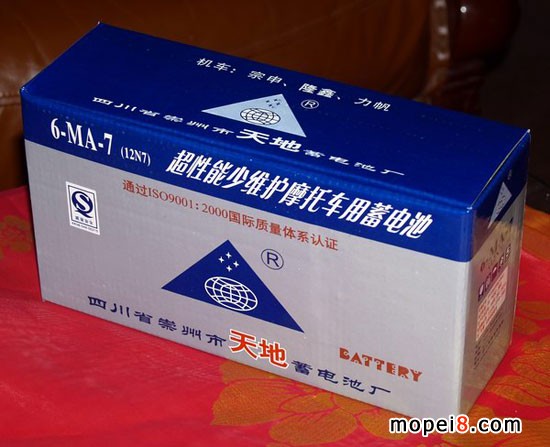 机车：宗申、隆鑫、力帆
®
四川省崇州市天地蓄电池厂
6-MA-7 (12N7) 超性能少维护摩托车用蓄电池
通过ISO9001：2000国际质量体系认证
®
四川省崇州市天地蓄电池厂
BATTERY
mopei8.com